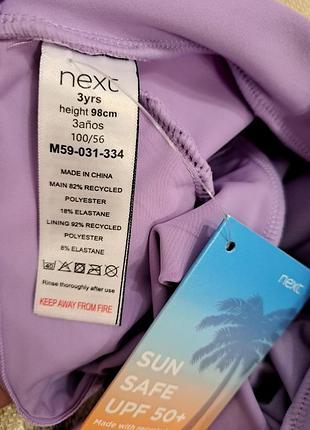 next
3yrs
height 98cm
3años
100/56
M59-031-334
MADE IN CHINA
MAIN 82% RECYCLED
POLYESTER
18% ELASTANE
LINING 92% RECYCLED
POLYESTER
8% ELASTANE
Rinse thoroughly after use
KEEP AWAY FROM FIRE
next
SUN
SAFE
UPF 50+
Made with